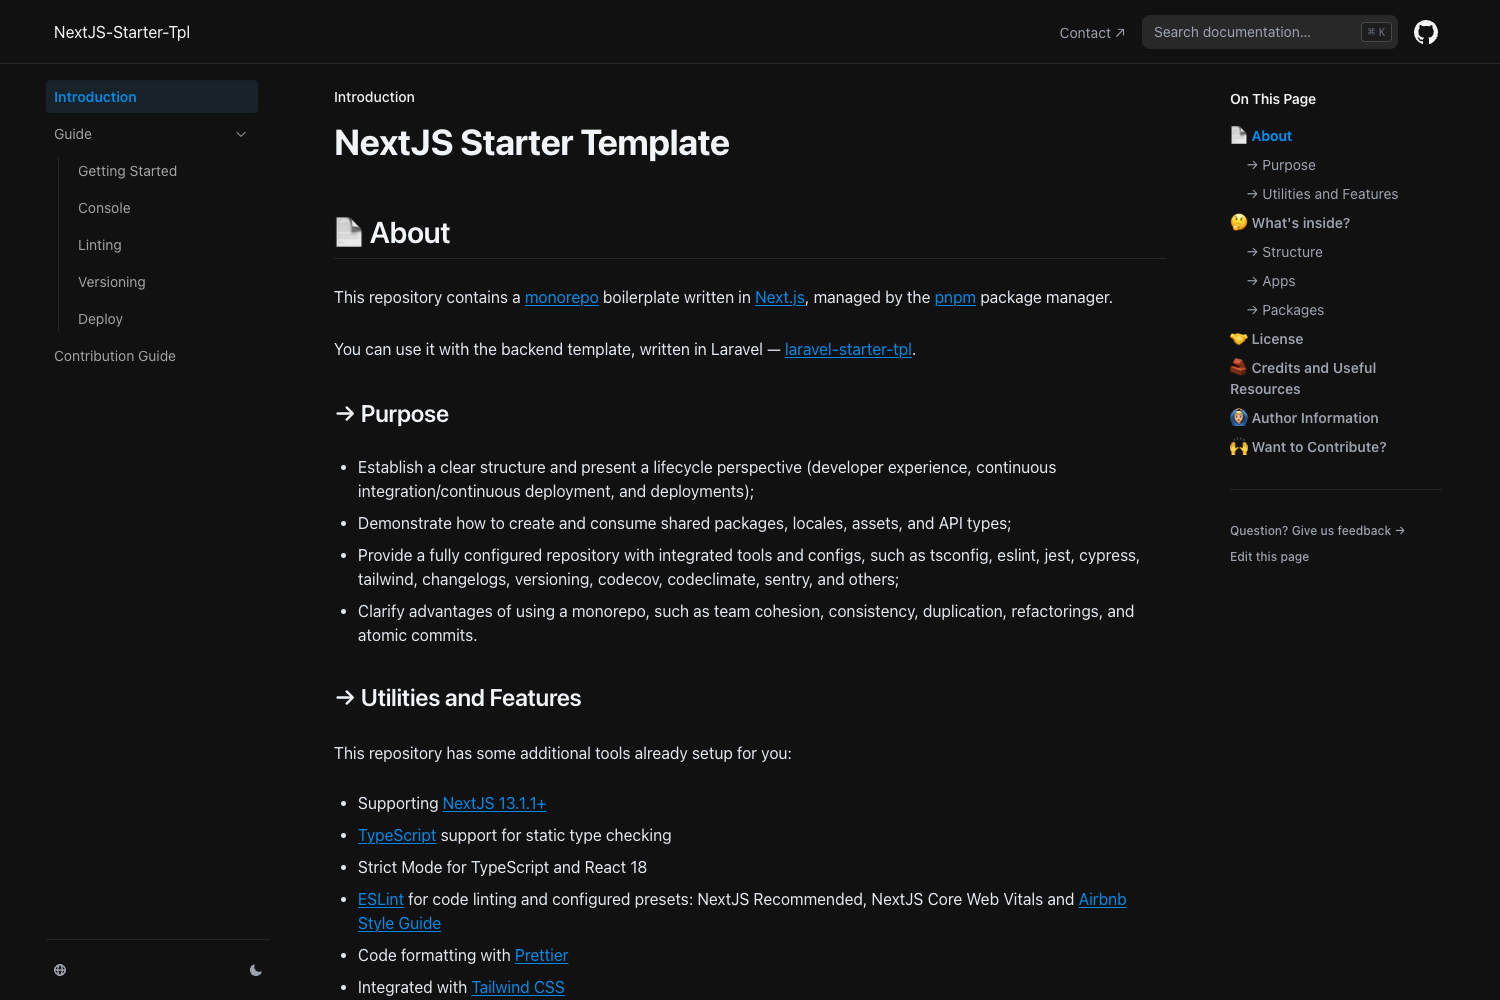 NextJS-Starter-Tpl
Contact ↗
Search documentation…
⌘ K
Introduction
Guide
Getting Started
Console
Linting
Versioning
Deploy
Contribution Guide
Introduction
NextJS Starter Template
📄 About
This repository contains a monorepo boilerplate written in Next.js, managed by the pnpm package manager.
You can use it with the backend template, written in Laravel — laravel-starter-tpl.
→ Purpose
• Establish a clear structure and present a lifecycle perspective (developer experience, continuous
integration/continuous deployment, and deployments);
• Demonstrate how to create and consume shared packages, locales, assets, and API types;
• Provide a fully configured repository with integrated tools and configs, such as tsconfig, eslint, jest, cypress,
tailwind, changelogs, versioning, codecov, codeclimate, sentry, and others;
• Clarify advantages of using a monorepo, such as team cohesion, consistency, duplication, refactorings, and
atomic commits.
→ Utilities and Features
This repository has some additional tools already setup for you:
• Supporting NextJS 13.1.1+
• TypeScript support for static type checking
• Strict Mode for TypeScript and React 18
• ESLint for code linting and configured presets: NextJS Recommended, NextJS Core Web Vitals and Airbnb
Style Guide
• Code formatting with Prettier
• Integrated with Tailwind CSS
On This Page
📄 About
→ Purpose
→ Utilities and Features
🤔 What's inside?
→ Structure
→ Apps
→ Packages
🤝 License
🧱 Credits and Useful
Resources
🙆 Author Information
🙌 Want to Contribute?
Question? Give us feedback →
Edit this page